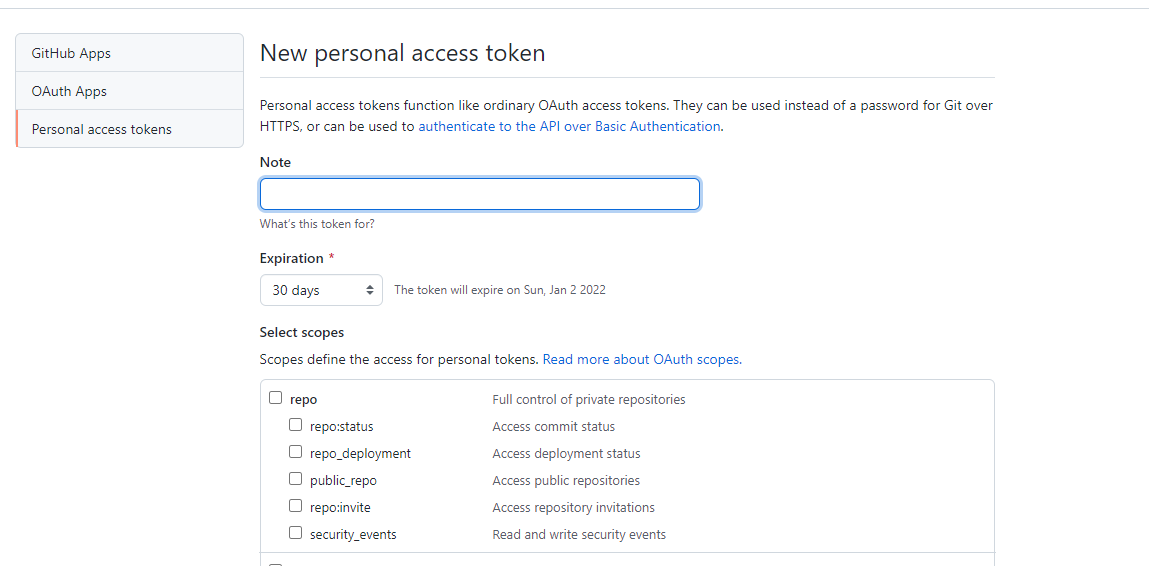 GitHub Apps
OAuth Apps
Personal access tokens
New personal access token
Personal access tokens function like ordinary OAuth access tokens. They can be used instead of a password for Git over
HTTPS, or can be used to authenticate to the API over Basic Authentication.
Note
What's this token for?
Expiration *
30 days The token will expire on Sun, Jan 2 2022
Select scopes
Scopes define the access for personal tokens. Read more about OAuth scopes.
repo Full control of private repositories
repo:status Access commit status
repo_deployment Access deployment status
public_repo Access public repositories
repo:invite Access repository invitations
security_events Read and write security events